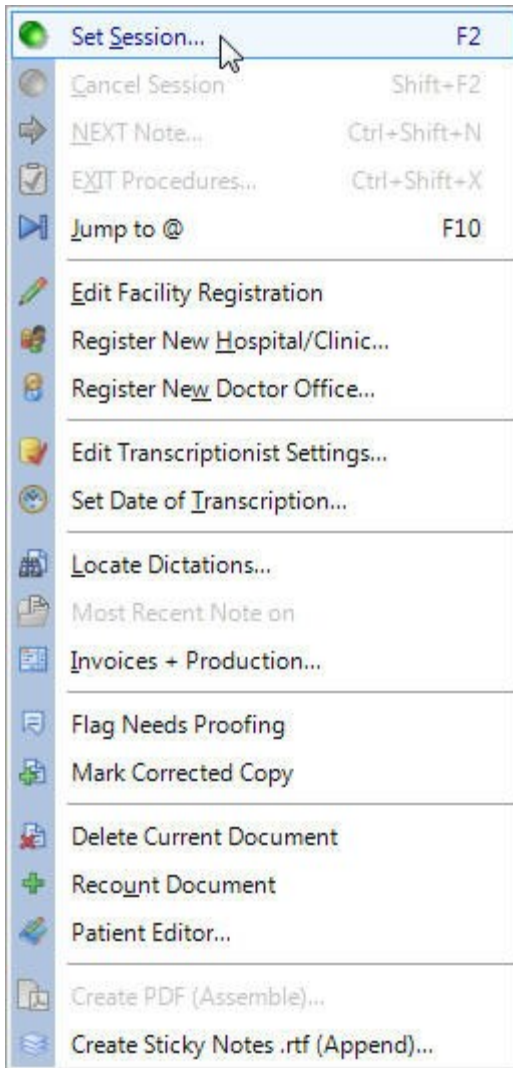 Set Session... F2
Cancel Session Shift+F2
NEXT Note... Ctrl+Shift+N
EXIT Procedures... Ctrl+Shift+X
Jump to @ F10
Edit Facility Registration
Register New Hospital/Clinic...
Register New Doctor Office...
Edit Transcriptionist Settings...
Set Date of Transcription...
Locate Dictations...
Most Recent Note on
Invoices + Production...
Flag Needs Proofing
Mark Corrected Copy
Delete Current Document
Recount Document
Patient Editor...
Create PDF (Assemble)...
Create Sticky Notes .rtf (Append)...